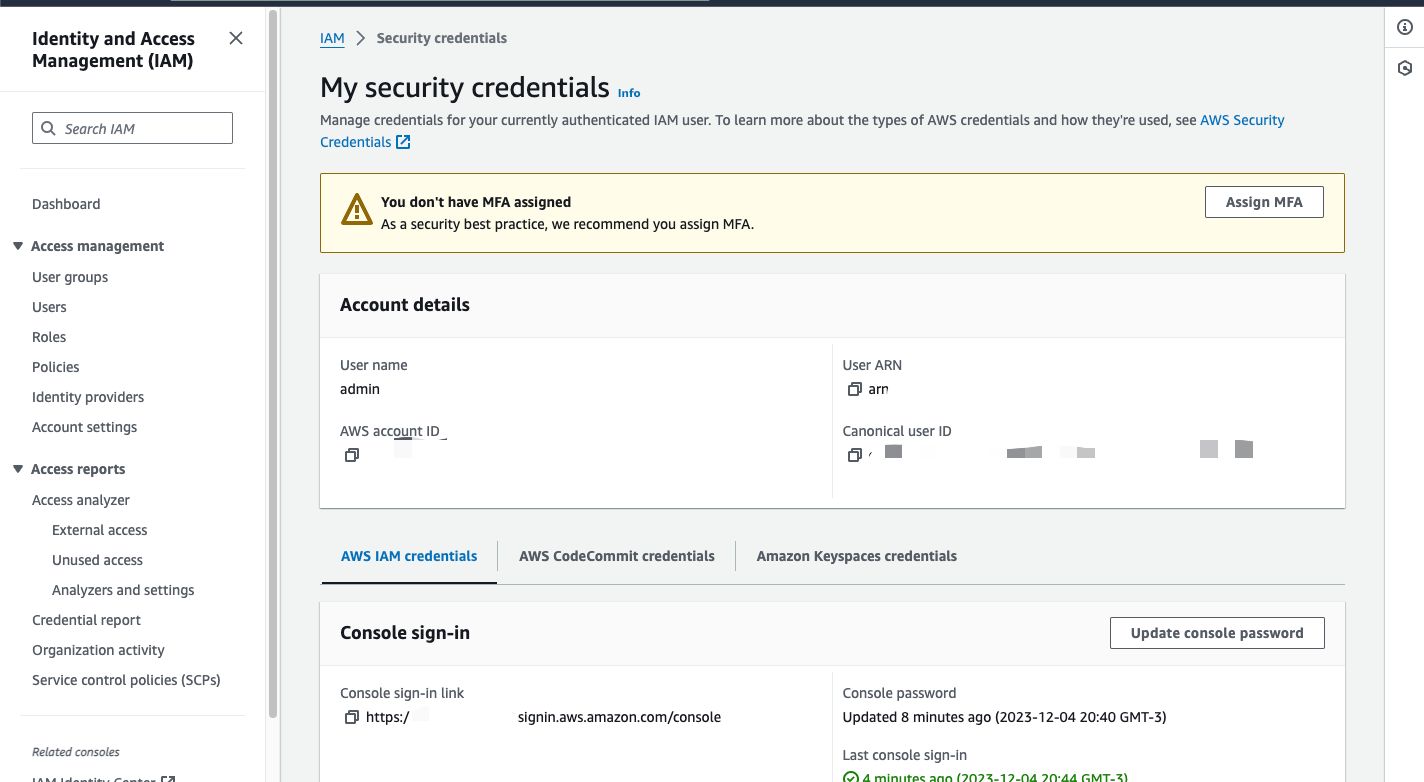 Identity and Access
Management (IAM)
Search IAM
Dashboard
Access management
User groups
Users
Roles
Policies
Identity providers
Account settings
Access reports
Access analyzer
External access
Unused access
Analyzers and settings
Credential report
Organization activity
Service control policies (SCPs)
Related consoles
IAM Identity Center
IAM > Security credentials
My security credentials Info
Manage credentials for your currently authenticated IAM user. To learn more about the types of AWS credentials and how they're used, see AWS Security
Credentials
You don't have MFA assigned
As a security best practice, we recommend you assign MFA.
Assign MFA
Account details
User name
admin
User ARN
arn
AWS account ID
Canonical user ID
AWS IAM credentials
AWS CodeCommit credentials
Amazon Keyspaces credentials
Console sign-in
Update console password
Console sign-in link
https:/ signin.aws.amazon.com/console
Console password
Updated 8 minutes ago (2023-12-04 20:40 GMT-3)
Last console sign-in
4 minutes ago (2023-12-04 20:44 GMT-3)